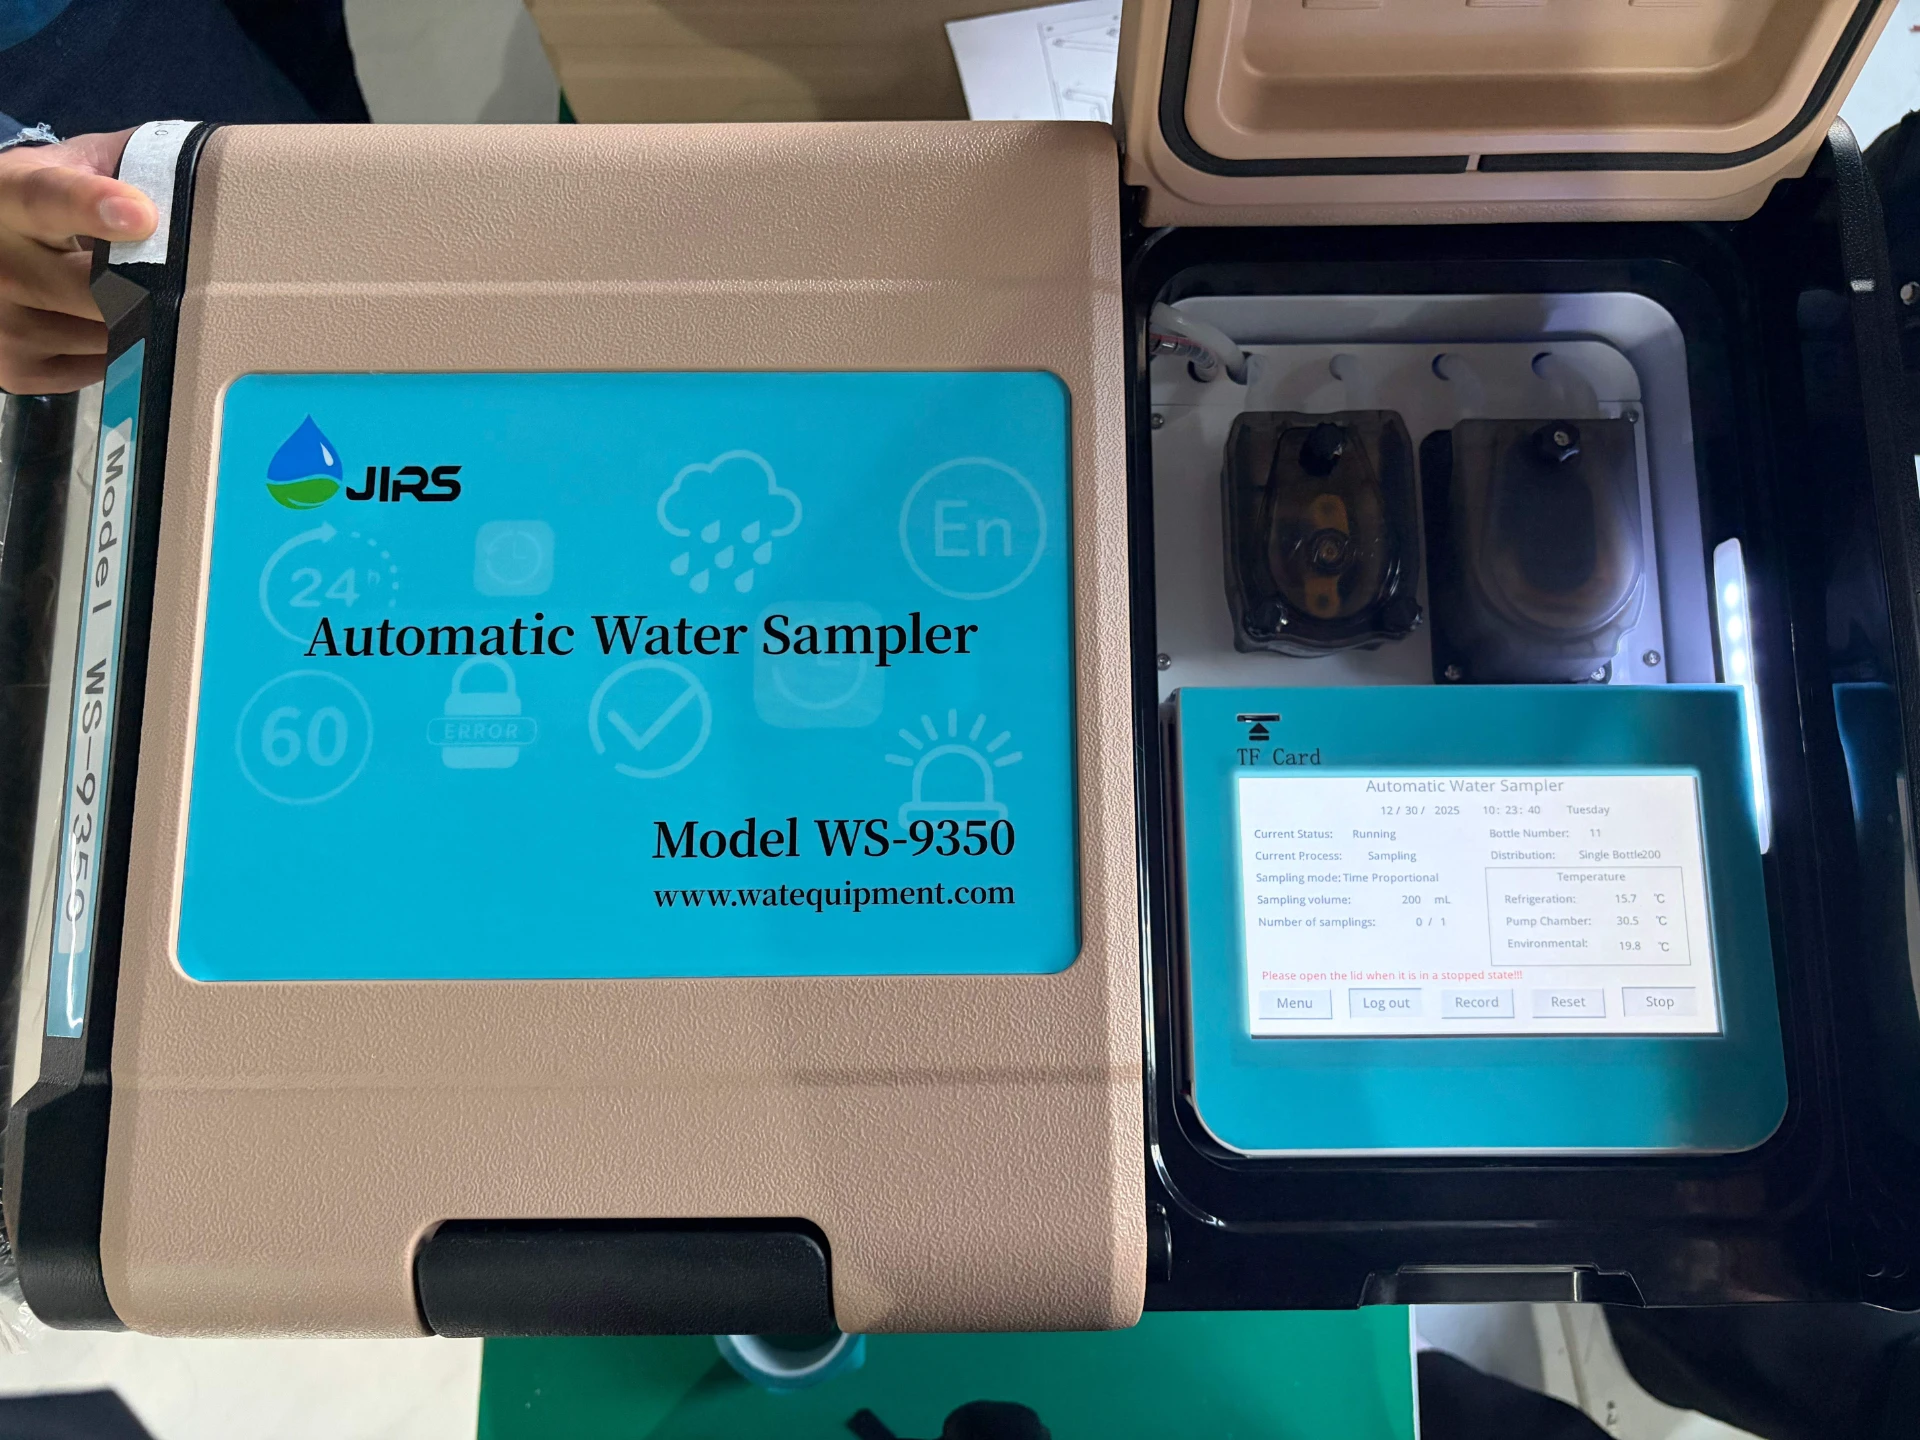 Model WS-9350
JIRS
24h
En
Automatic Water Sampler
60
ERROR
Model WS-9350
www.watequipment.com
TF Card
Automatic Water Sampler
12/ 30/ 2025 10: 23: 40 Tuesday
Current Status: Running
Bottle Number: 11
Current Process: Sampling
Distribution: Single Bottle200
Sampling mode: Time Proportional
Temperature
Sampling volume: 200 mL
Refrigeration: 15.7 ℃
Number of samplings: 0 / 1
Pump Chamber: 30.5 ℃
Environmental: 19.8 ℃
Please open the lid when it is in a stopped state!!!
Menu Log out Record Reset Stop